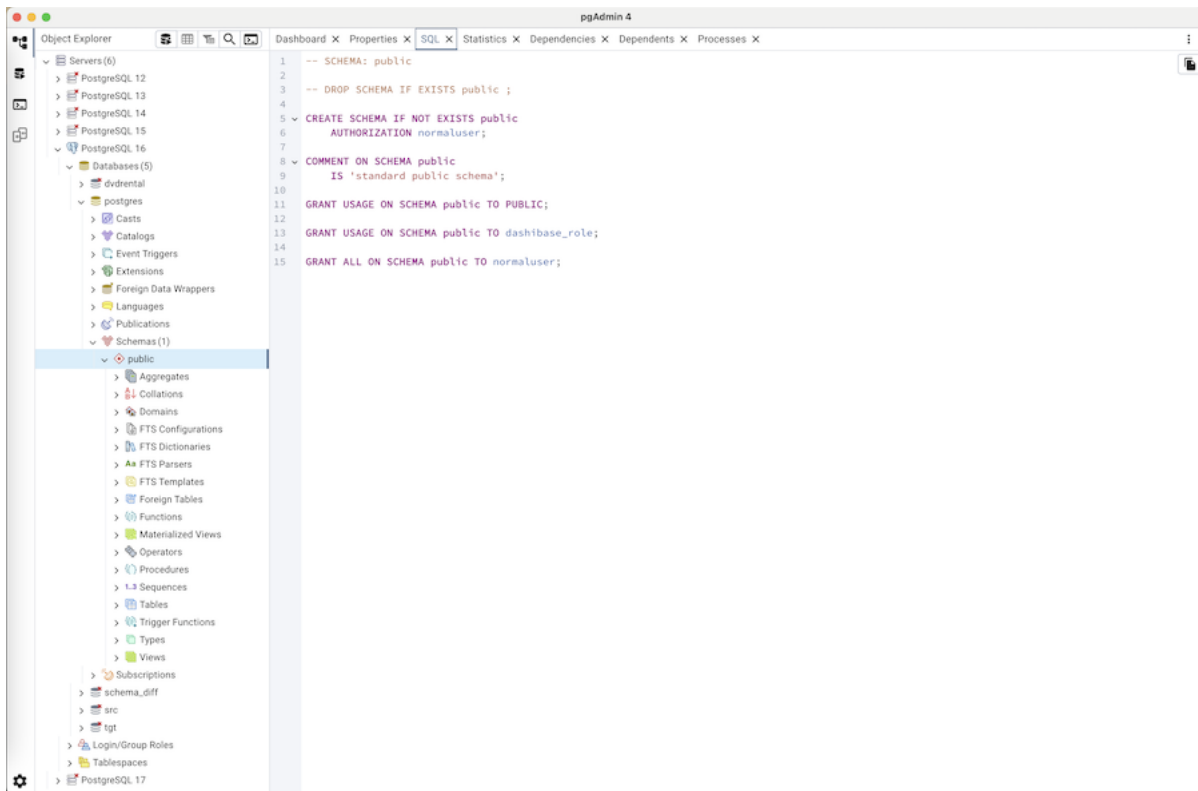 pgAdmin 4
Object Explorer
Dashboard X Properties X SQL X Statistics X Dependencies X Dependents X Processes X
Servers (6)
PostgreSQL 12
PostgreSQL 13
PostgreSQL 14
PostgreSQL 15
PostgreSQL 16
Databases (5)
dvdrental
postgres
Casts
Catalogs
Event Triggers
Extensions
Foreign Data Wrappers
Languages
Publications
Schemas (1)
public
Aggregates
Collations
Domains
FTS Configurations
FTS Dictionaries
Aa FTS Parsers
FTS Templates
Foreign Tables
Functions
Materialized Views
Operators
Procedures
1..3 Sequences
Tables
Trigger Functions
Types
Views
Subscriptions
schema_diff
src
tgt
Login/Group Roles
Tablespaces
PostgreSQL 17
1 -- SCHEMA: public
2
3 -- DROP SCHEMA IF EXISTS public ;
4
5 CREATE SCHEMA IF NOT EXISTS public
6 AUTHORIZATION normaluser;
7
8 COMMENT ON SCHEMA public
9 IS 'standard public schema';
10
11 GRANT USAGE ON SCHEMA public TO PUBLIC;
12
13 GRANT USAGE ON SCHEMA public TO dashibase_role;
14
15 GRANT ALL ON SCHEMA public TO normaluser;